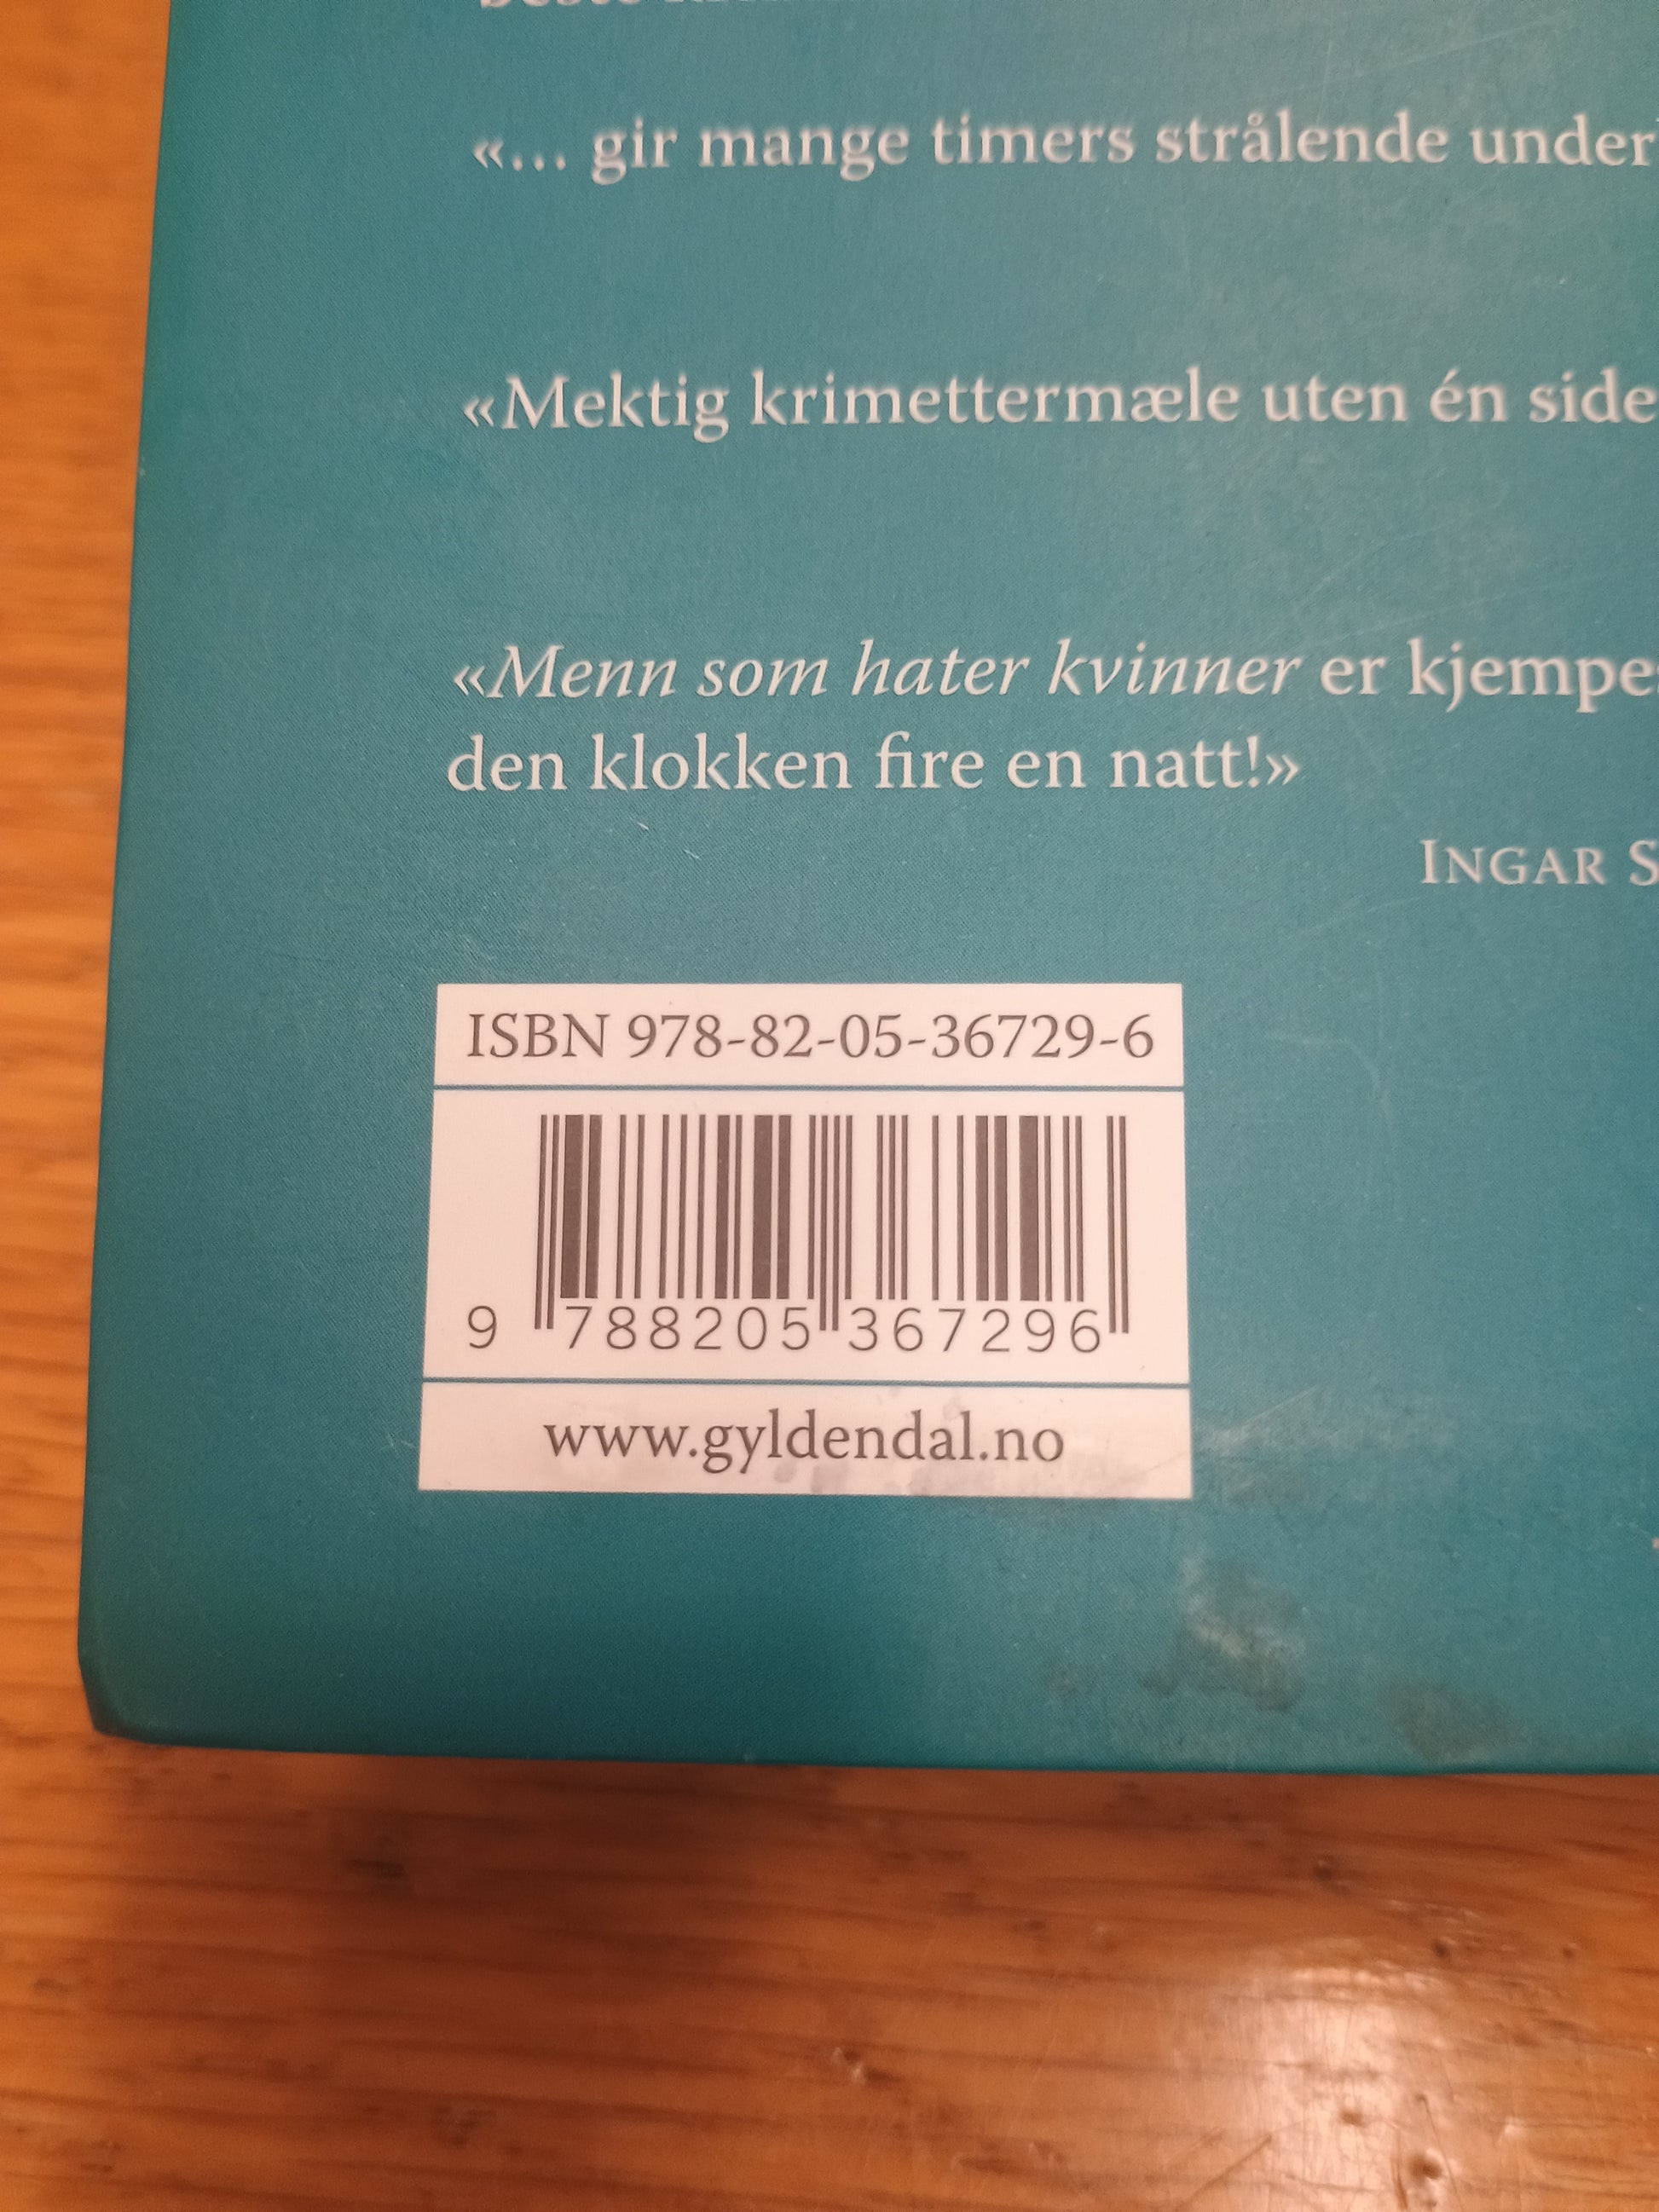 «... gir mange timers strålende under
«Mektig krimettermæle uten én side
«Menn som hater kvinner er kjempe
den klokken fire en natt!»
INGAR S
ISBN 978-82-05-36729-6
9 788205 367296
www.gyldendal.no